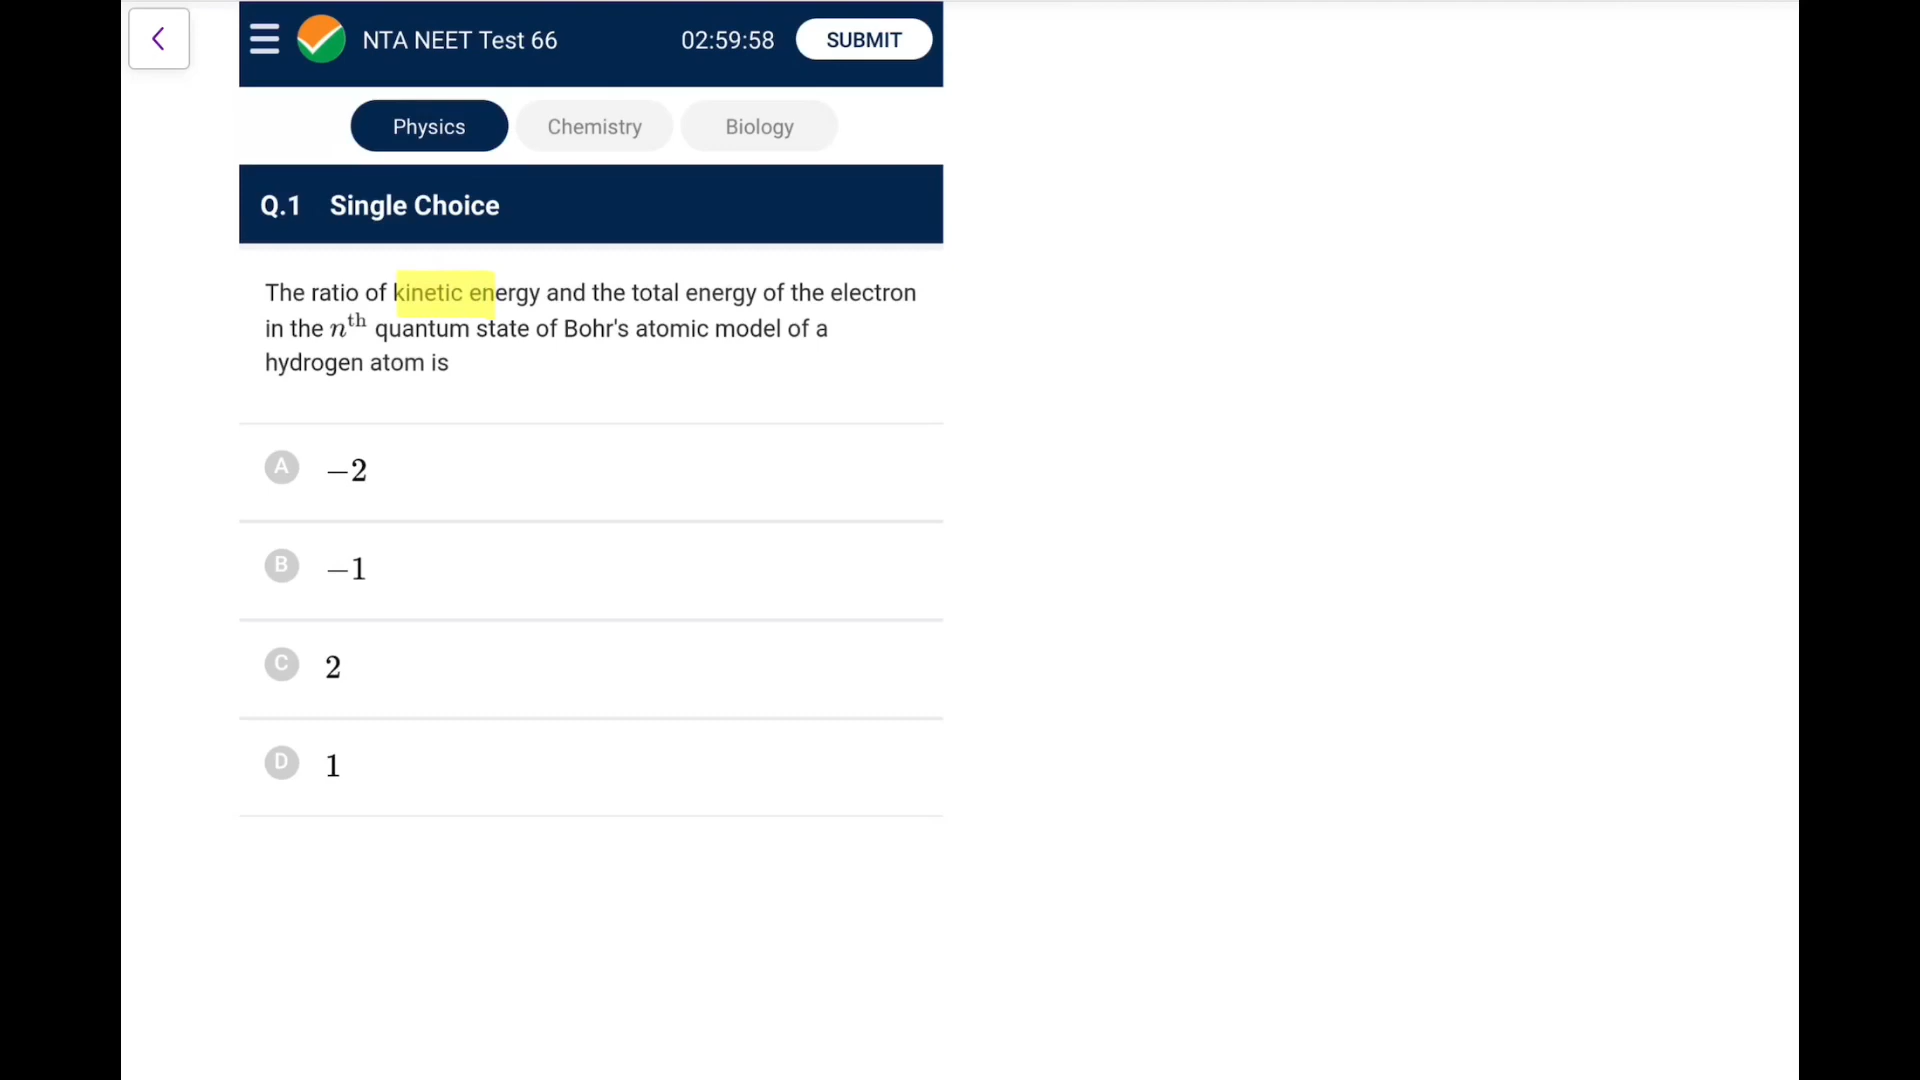 NTA NEET Test 66 02:59:58 SUBMIT
Physics Chemistry Biology
Q.1 Single Choice
The ratio of kinetic energy and the total energy of the electron
in the nth quantum state of Bohr's atomic model of a
hydrogen atom is
A −2
B −1
C 2
D 1